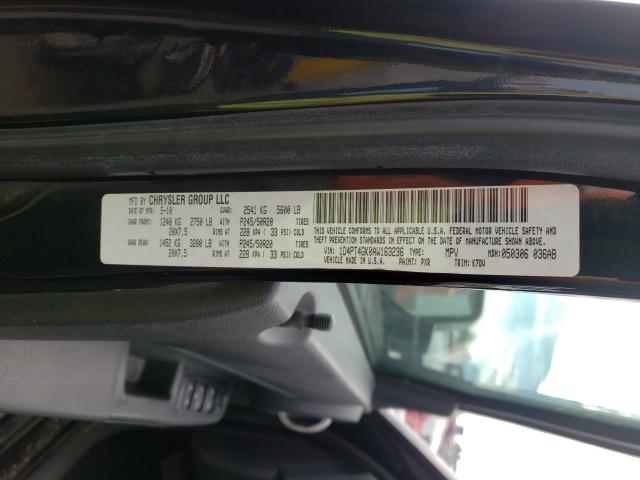 MFD BY CHRYSLER GROUP LLC
DATE OF MFR 5-10 GVWR: 2541 KG 5600 LB
GAWR FRONT: 1248 KG 2750 LB WITH P245/50R20 TIRES
20X7.5 RIMS AT 228 KPA ( 33 PSI) COLD
GAWR REAR: 1452 KG 3200 LB WITH P245/50R20 TIRES
20X7.5 RIMS AT 228 KPA ( 33 PSI) COLD
THIS VEHICLE CONFORMS TO ALL APPLICABLE U.S.A. FEDERAL MOTOR VEHICLE SAFETY AND
THEFT PREVENTION STANDARDS IN EFFECT ON THE DATE OF MANUFACTURE SHOWN ABOVE.
VIN: 1D4PT4GK0AW163236 TYPE: MPV MDH: 050306 036AB
VEHICLE MADE IN U.S.A. PAINT: PXR TRIM: K7DV